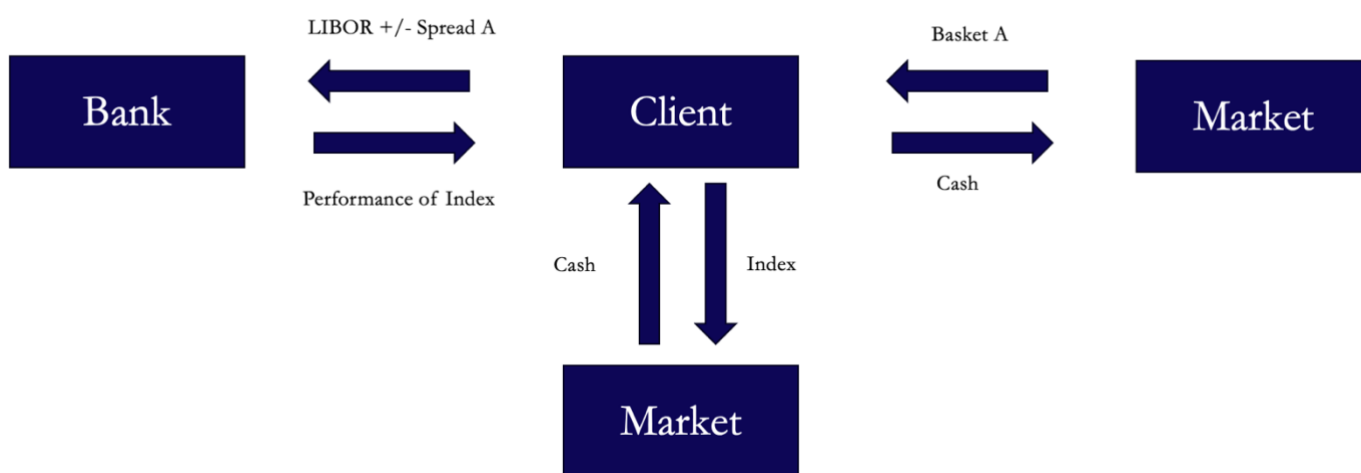 LIBOR +/- Spread A
Basket A
Bank
Client
Market
Performance of Index
Cash
Cash
Index
Market